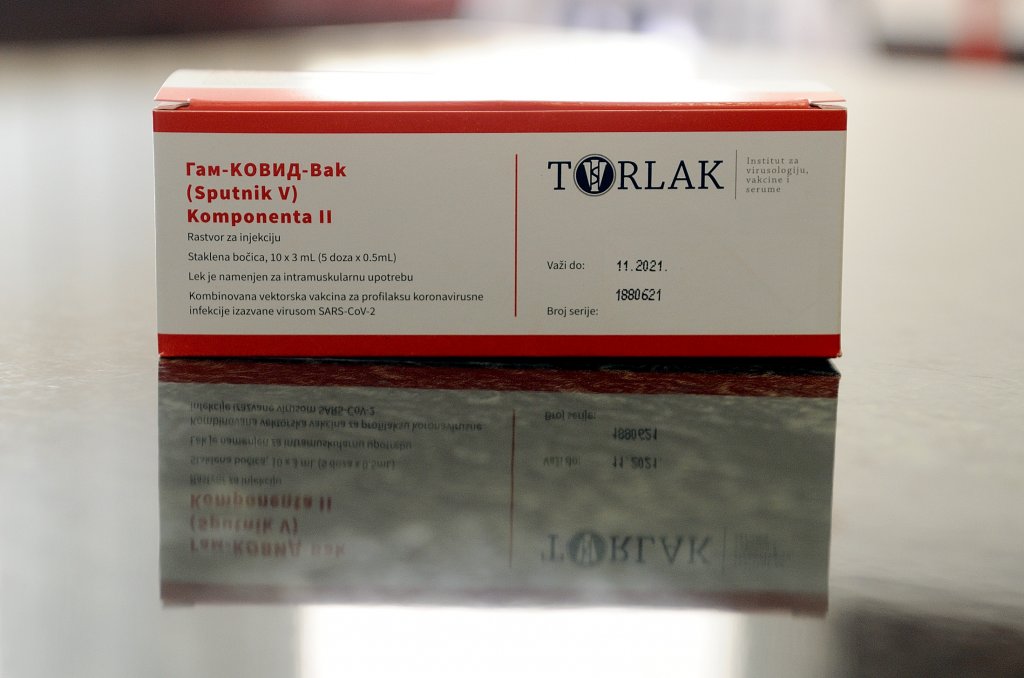 Гам-КОВИД-Bak
(Sputnik V)
Komponenta II
Rastvor za injekciju
Staklena bočica, 10 x 3 mL (5 doza x 0.5mL)
Lek je namenjen za intramuskularnu upotrebu
Kombinovana vektorska vakcina za profilaksu koronavirusne
infekcije izazvane virusom SARS-CoV-2
TORLAK
Institut za
virusologiju,
vakcine i
serume
Važi do: 11.2021.
1880621
Broj serije: